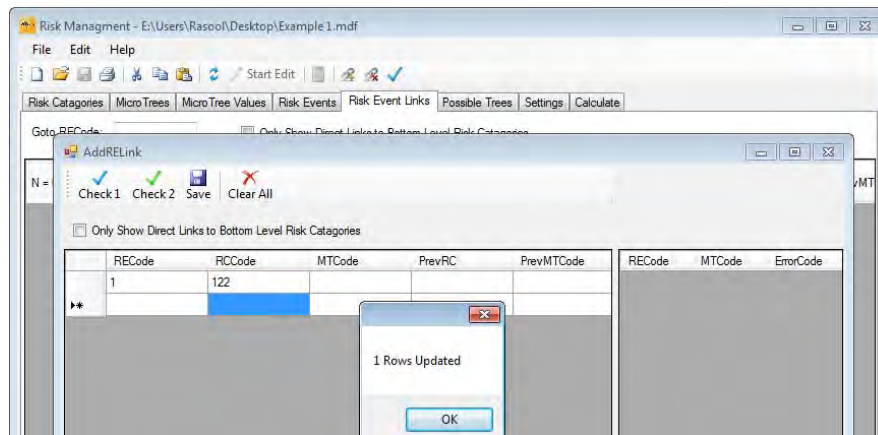 Risk Managment - E:\Users\Rasool\Desktop\Example1.mdf
File Edit Help
Start Edit
Risk Catagories MicroTrees MicroTree Values Risk Events Risk Event Links Possible Trees Settings Calculate
Goto RECode: Only Show Direct Links to Bottom Level Risk Catagories
AddRELink
N =
Check 1 Check 2 Save Clear All
Only Show Direct Links to Bottom Level Risk Catagories
RECode RCCode MTCode PrevRC PrevMTCode RECode MTCode ErrorCode
1 122
1 Rows Updated
OK